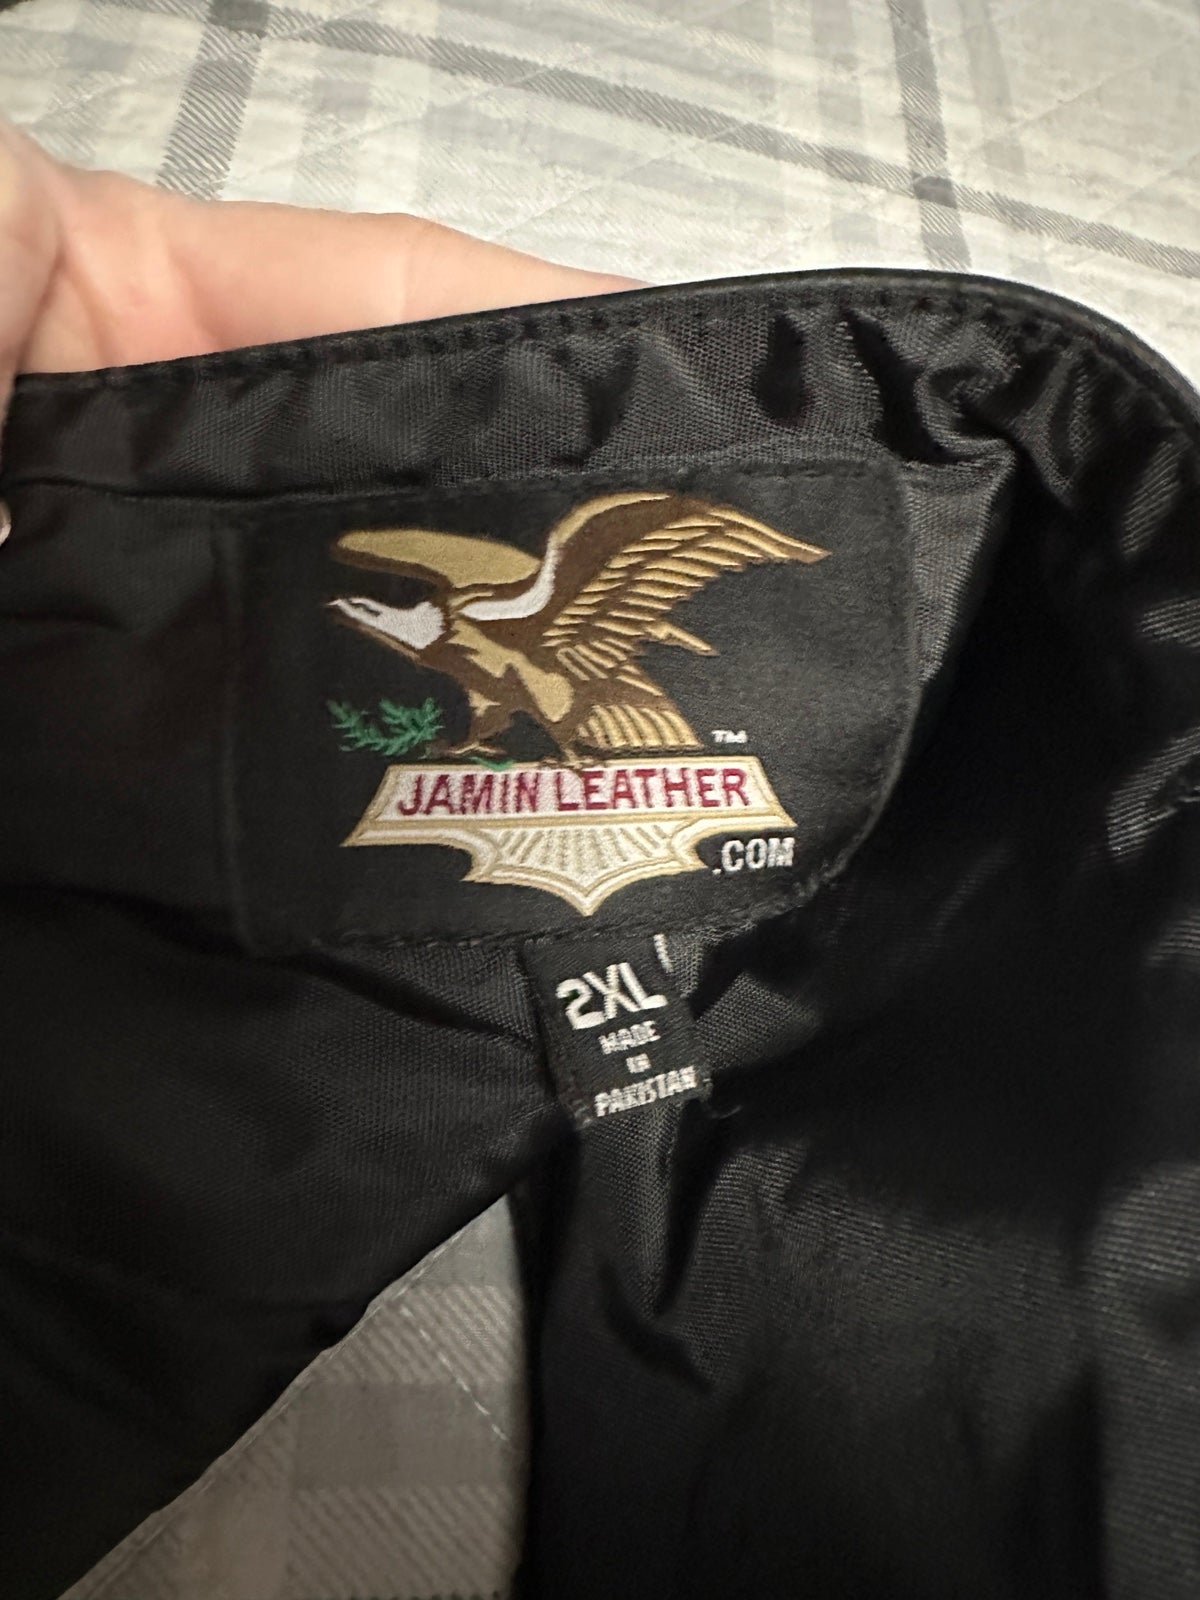 TM
JAMIN LEATHER
.COM
2XL
MADE
IN
PAKISTAN